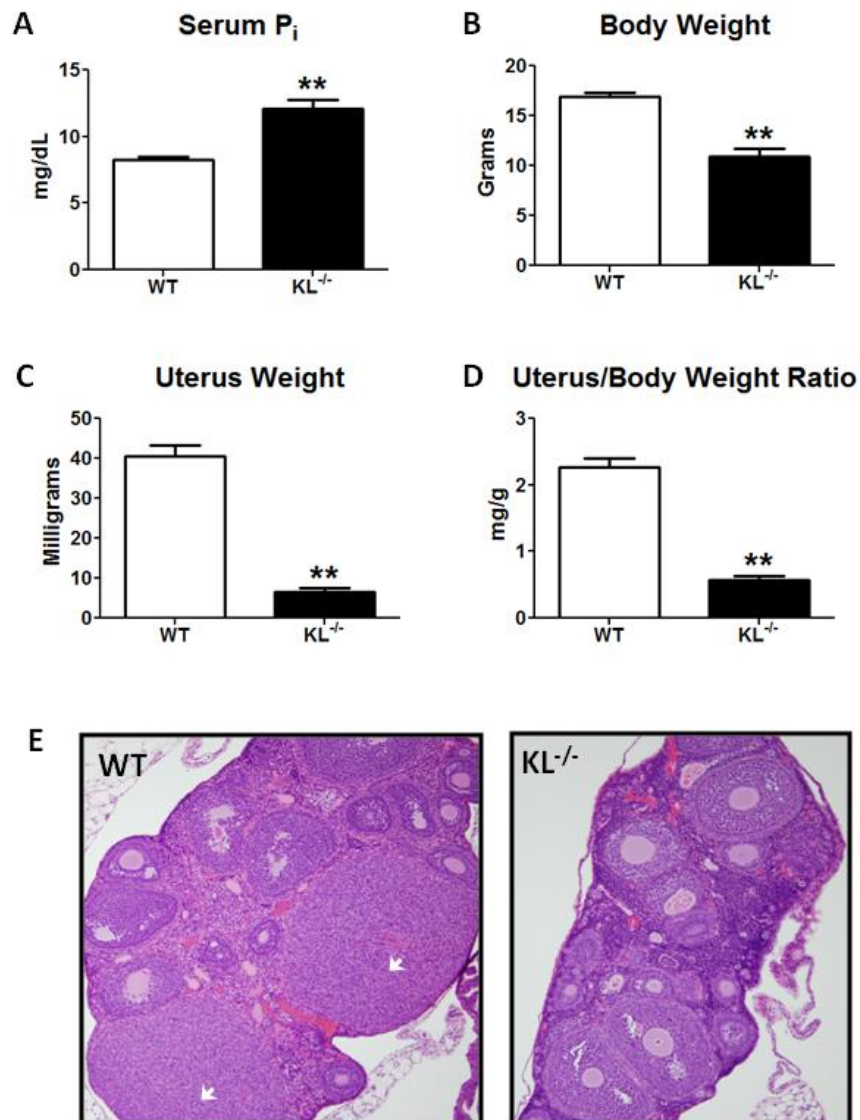 A Serum Pi
mg/dL
15
10
5
0
**
WT KL-/-
B Body Weight
Grams
20
15
10
5
0
**
WT KL-/-
C Uterus Weight
Milligrams
50
40
30
20
10
0
**
WT KL-/-
D Uterus/Body Weight Ratio
mg/g
3
2
1
0
**
WT KL-/-
E
WT
KL-/-